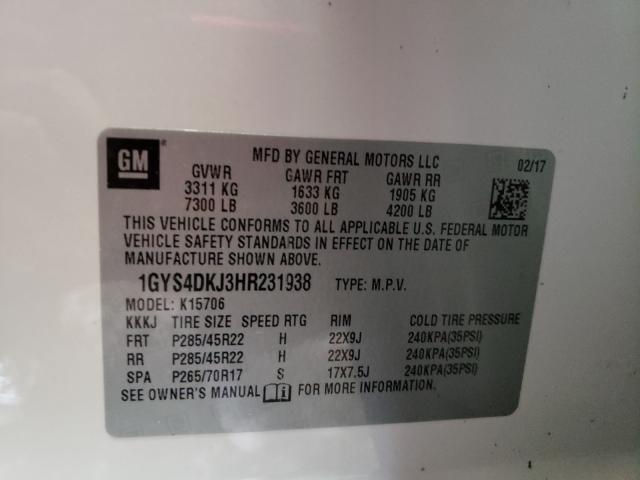 GM
MFD BY GENERAL MOTORS LLC 02/17
GVWR GAWR FRT GAWR RR
3311 KG 1633 KG 1905 KG
7300 LB 3600 LB 4200 LB
THIS VEHICLE CONFORMS TO ALL APPLICABLE U.S. FEDERAL MOTOR
VEHICLE SAFETY STANDARDS IN EFFECT ON THE DATE OF
MANUFACTURE SHOWN ABOVE.
1GYS4DKJ3HR231938 TYPE: M.P.V.
MODEL: K15706
KKKJ TIRE SIZE SPEED RTG RIM COLD TIRE PRESSURE
FRT P285/45R22 H 22X9J 240KPA(35PSI)
RR P285/45R22 H 22X9J 240KPA(35PSI)
SPA P265/70R17 S 17X7.5J 240KPA(35PSI)
SEE OWNER'S MANUAL FOR MORE INFORMATION.